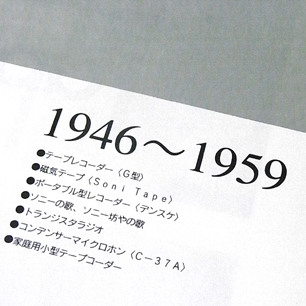 1946～1959
●テープレコーダー（G型）
●磁気テープ（Soni Tape）
●ポータブル型レコーダー（デンスケ）
●ソニーの歌、ソニー坊やの歌
●トランジスタラジオ
●コンデンサーマイクロホン（C－37A）
●家庭用小型テープコーダー